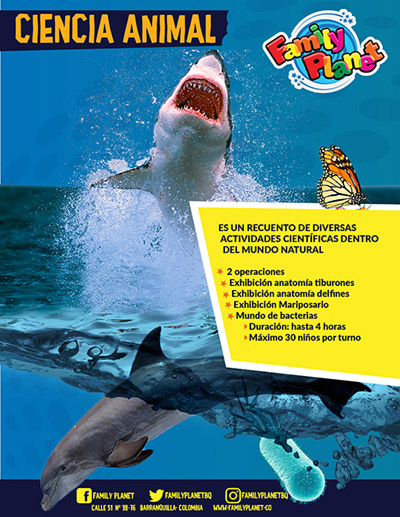 CIENCIA ANIMAL
Family
Planet
ES UN RECUENTO DE DIVERSAS
ACTIVIDADES CIENTÍFICAS DENTRO
DEL MUNDO NATURAL
2 operaciones
Exhibición anatomía tiburones
Exhibición anatomía delfines
Exhibición Mariposario
Mundo de bacterias
Duración: hasta 4 horas
Máximo 30 niños por turno
FAMILY PLANET FAMILYPLANETBQ FAMILYPLANETBQ
CALLE 51 Nº 38-16 BARRANQUILLA- COLOMBIA WWW-FAMILYPLANET-CO